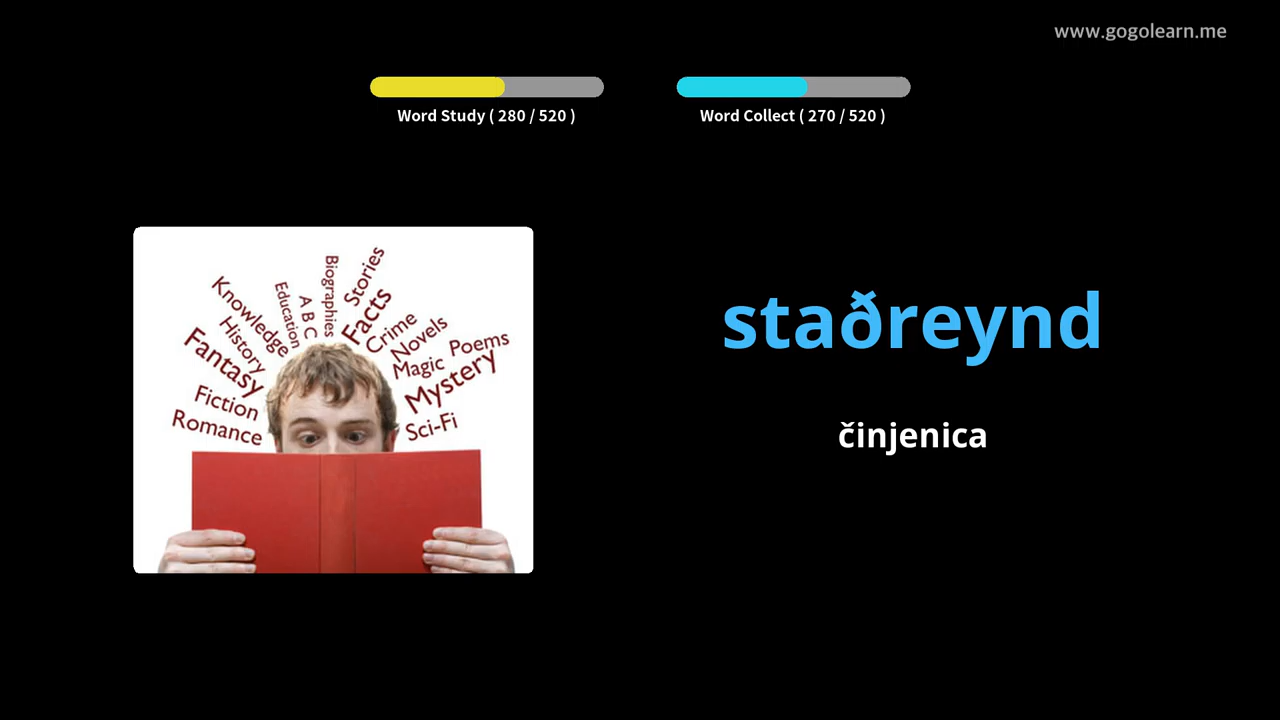 www.gogolearn.me
Word Study ( 280 / 520 )
Word Collect ( 270 / 520 )
Biographies
Stories
Facts
A B C
Education
Knowledge
History
Fantasy
Fiction
Romance
Crime
Novels
Poems
Magic
Mystery
Sci-Fi
staðreynd
činjenica